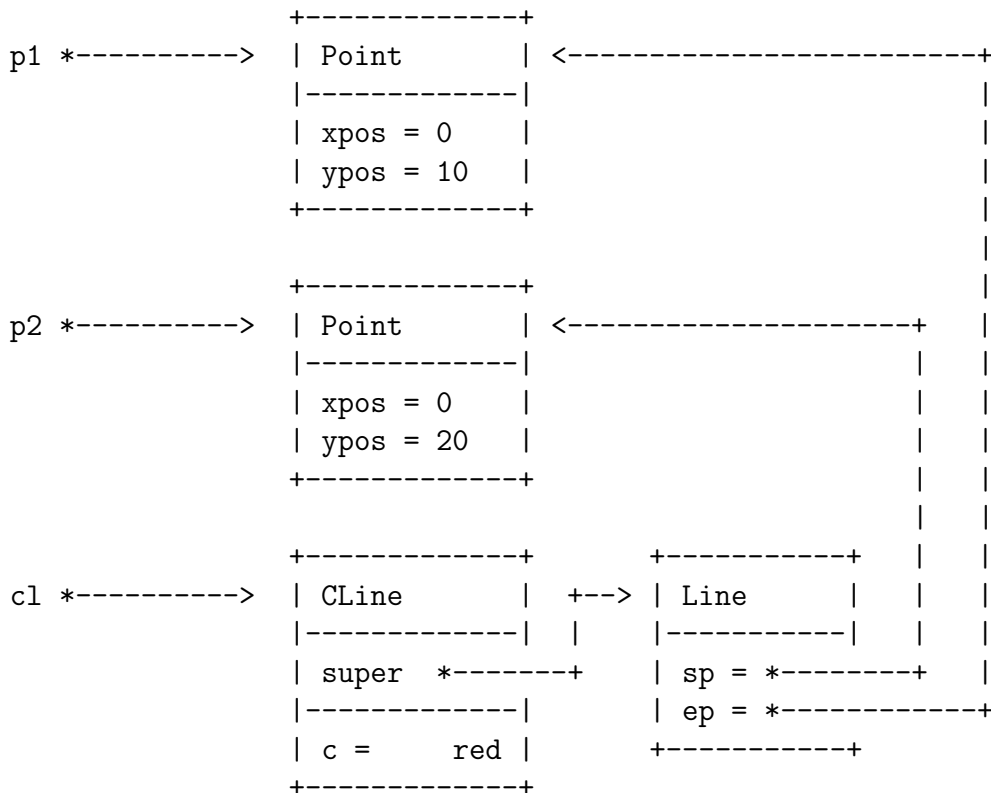 +-------------+
p1 *---------> | Point       | <------------------------+
               |-------------|                          |
               | xpos = 0    |                          |
               | ypos = 10   |                          |
               +-------------+                          |
                                                        |
               +-------------+                          |
p2 *---------> | Point       | <--------------------+   |
               |-------------|                      |   |
               | xpos = 0    |                      |   |
               | ypos = 20   |                      |   |
               +-------------+                      |   |
                                                    |   |
               +-------------+       +-----------+  |   |
cl *---------> | CLine       |  +--> | Line      |  |   |
               |-------------|  |    |-----------|  |   |
               | super  *-------+    | sp = *--------+   |
               |-------------|       | ep = *------------+
               | c =     red |       +-----------+
               +-------------+